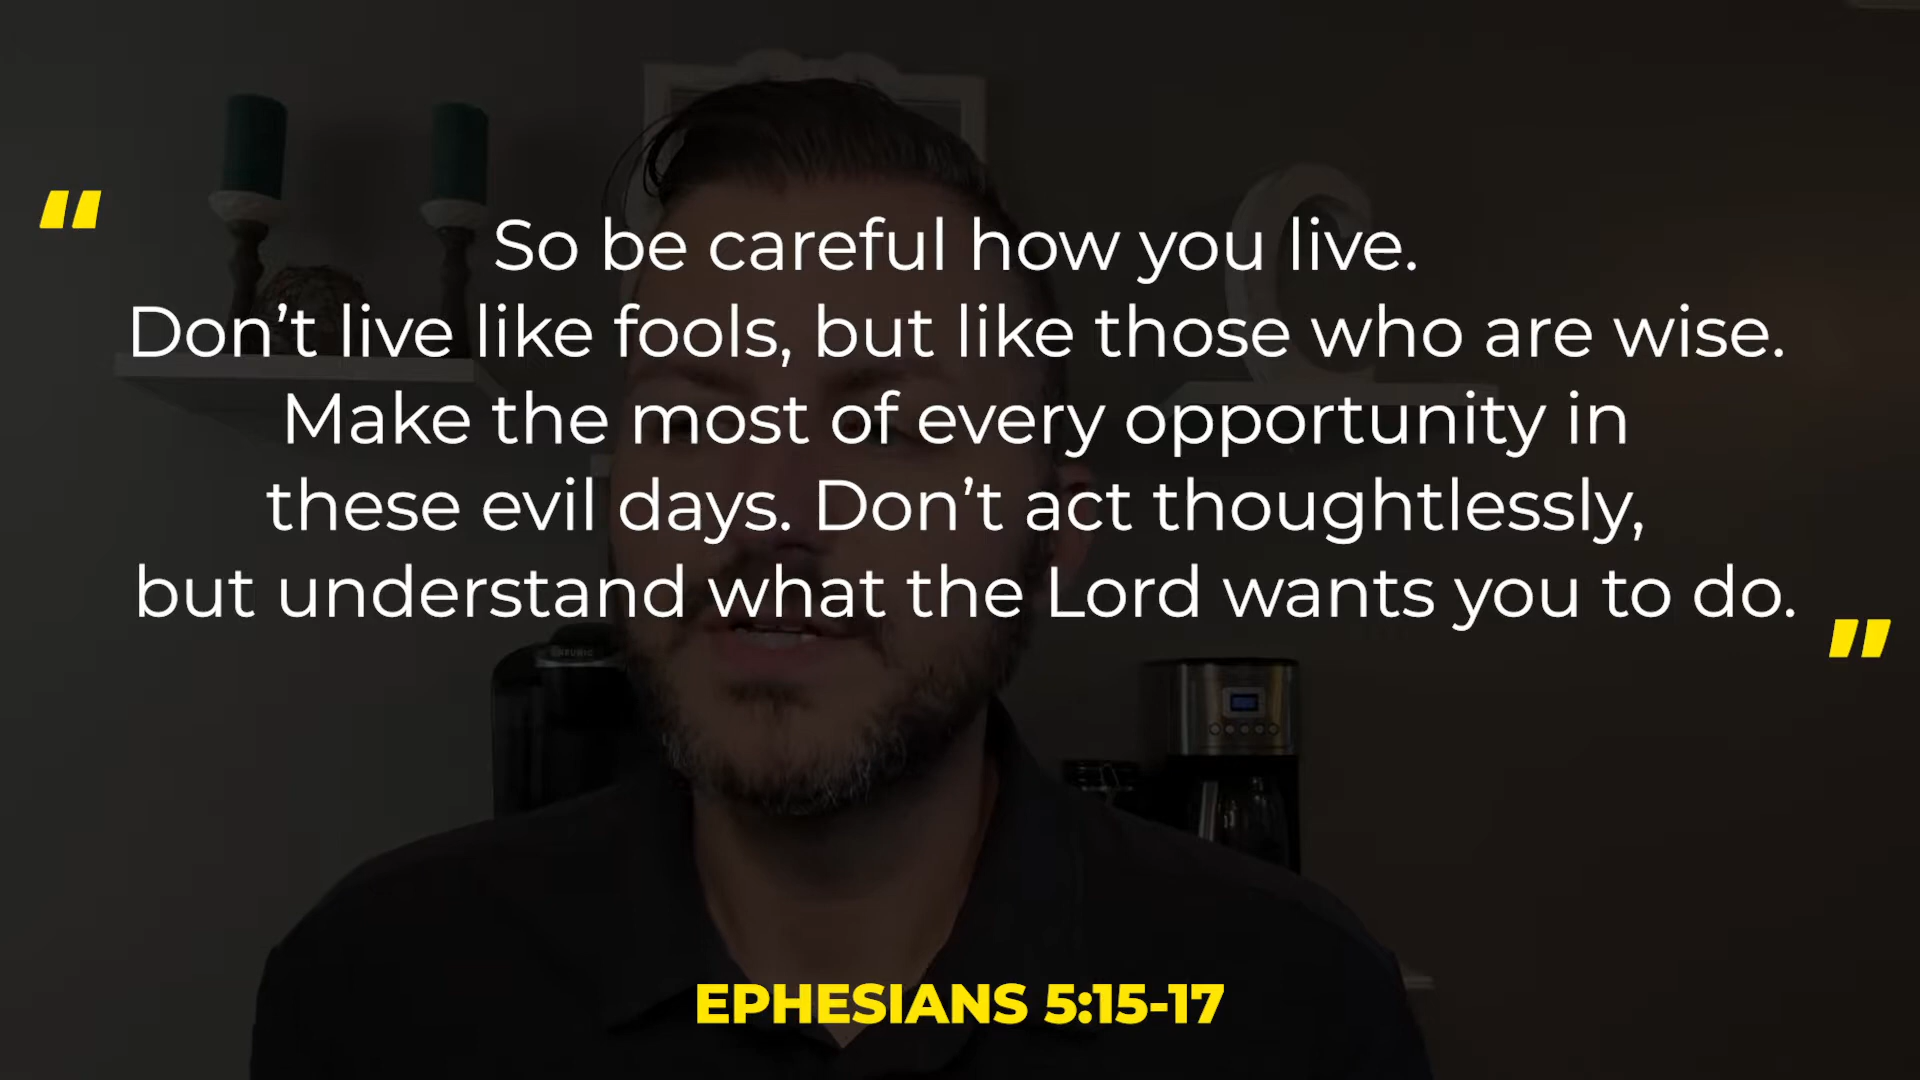 “
So be careful how you live.
Don’t live like fools, but like those who are wise.
Make the most of every opportunity in
these evil days. Don’t act thoughtlessly,
but understand what the Lord wants you to do.
”
KEURIG
EPHESIANS 5:15-17